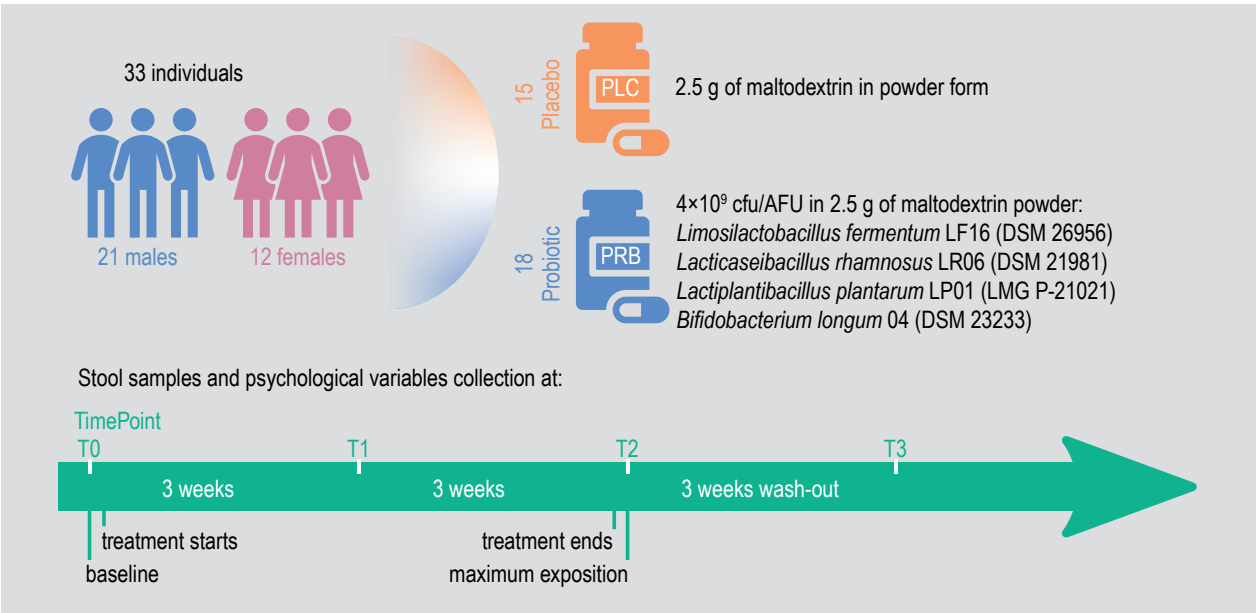 33 individuals
21 males
12 females
15
Placebo
PLC
2.5 g of maltodextrin in powder form
18
Probiotic
PRB
4×10⁹ cfu/AFU in 2.5 g of maltodextrin powder:
Limosilactobacillus fermentum LF16 (DSM 26956)
Lacticaseibacillus rhamnosus LR06 (DSM 21981)
Lactiplantibacillus plantarum LP01 (LMG P-21021)
Bifidobacterium longum 04 (DSM 23233)
Stool samples and psychological variables collection at:
TimePoint
T0 T1 T2 T3
3 weeks 3 weeks 3 weeks wash-out
treatment starts treatment ends
baseline maximum exposition